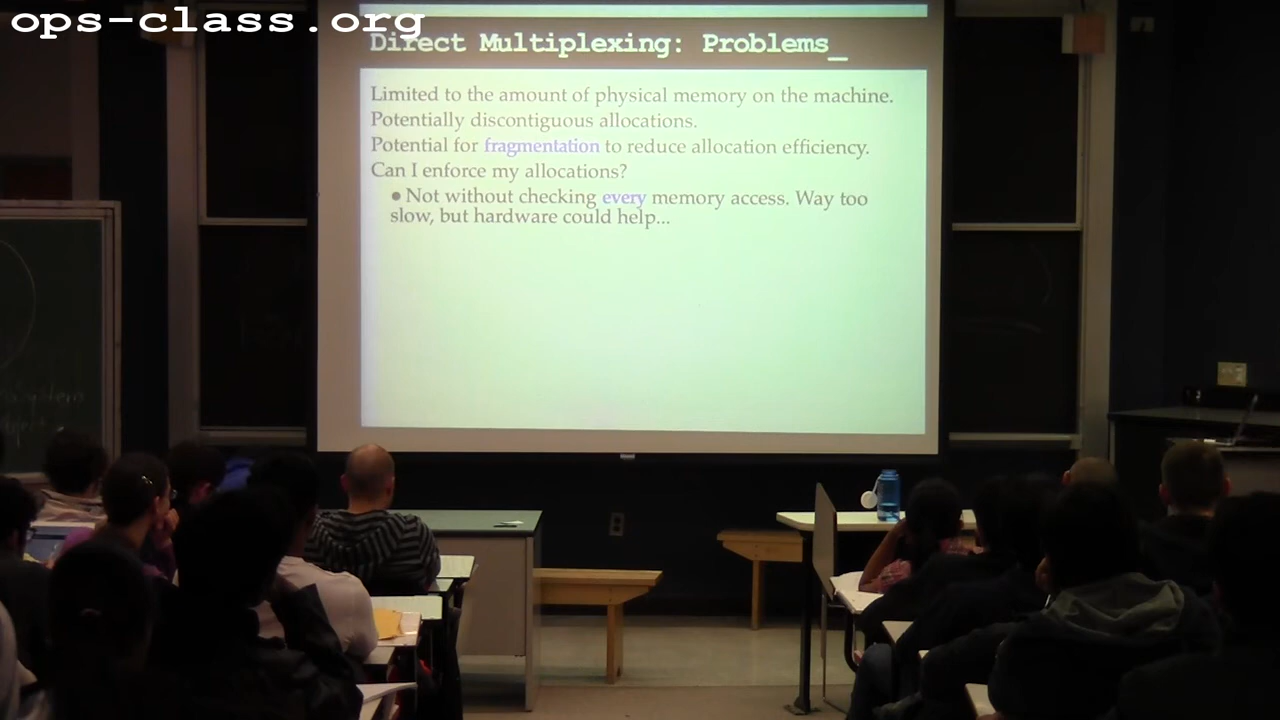 ops-class.org
Direct Multiplexing: Problems_
Limited to the amount of physical memory on the machine.
Potentially discontiguous allocations.
Potential for fragmentation to reduce allocation efficiency.
Can I enforce my allocations?
● Not without checking every memory access. Way too
slow, but hardware could help...